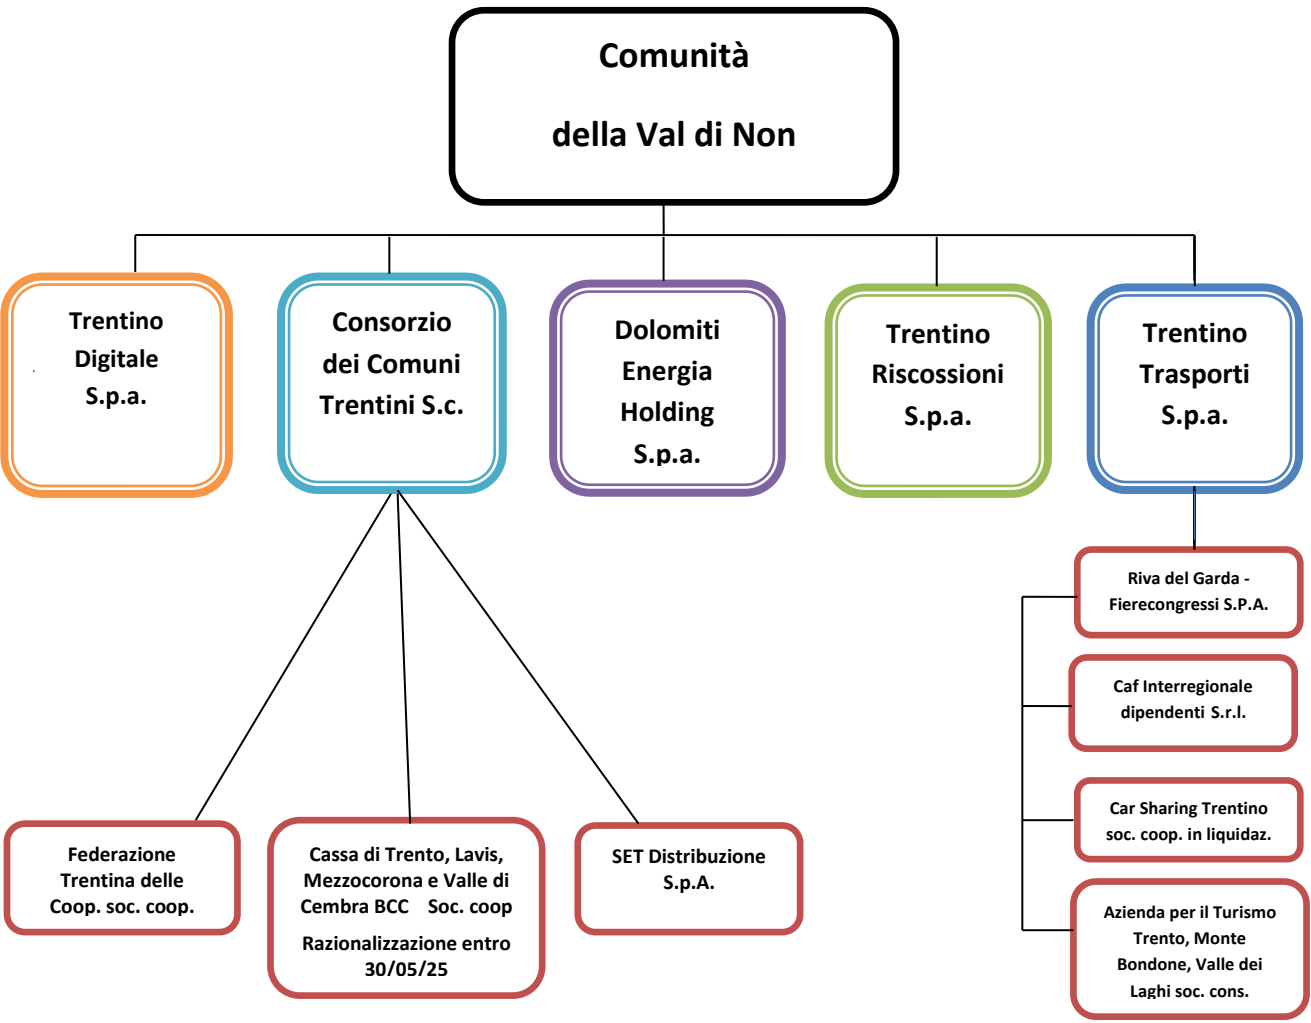 Comunità
della Val di Non
Trentino
Digitale
S.p.a.
Consorzio
dei Comuni
Trentini S.c.
Dolomiti
Energia
Holding
S.p.a.
Trentino
Riscossioni
S.p.a.
Trentino
Trasporti
S.p.a.
Riva del Garda -
Fierecongressi S.P.A.
Caf Interregionale
dipendenti S.r.l.
Car Sharing Trentino
soc. coop. in liquidaz.
Azienda per il Turismo
Trento, Monte
Bondone, Valle dei
Laghi soc. cons.
Federazione
Trentina delle
Coop. soc. coop.
Cassa di Trento, Lavis,
Mezzocorona e Valle di
Cembra BCC Soc. coop
Razionalizzazione entro
30/05/25
SET Distribuzione
S.p.A.